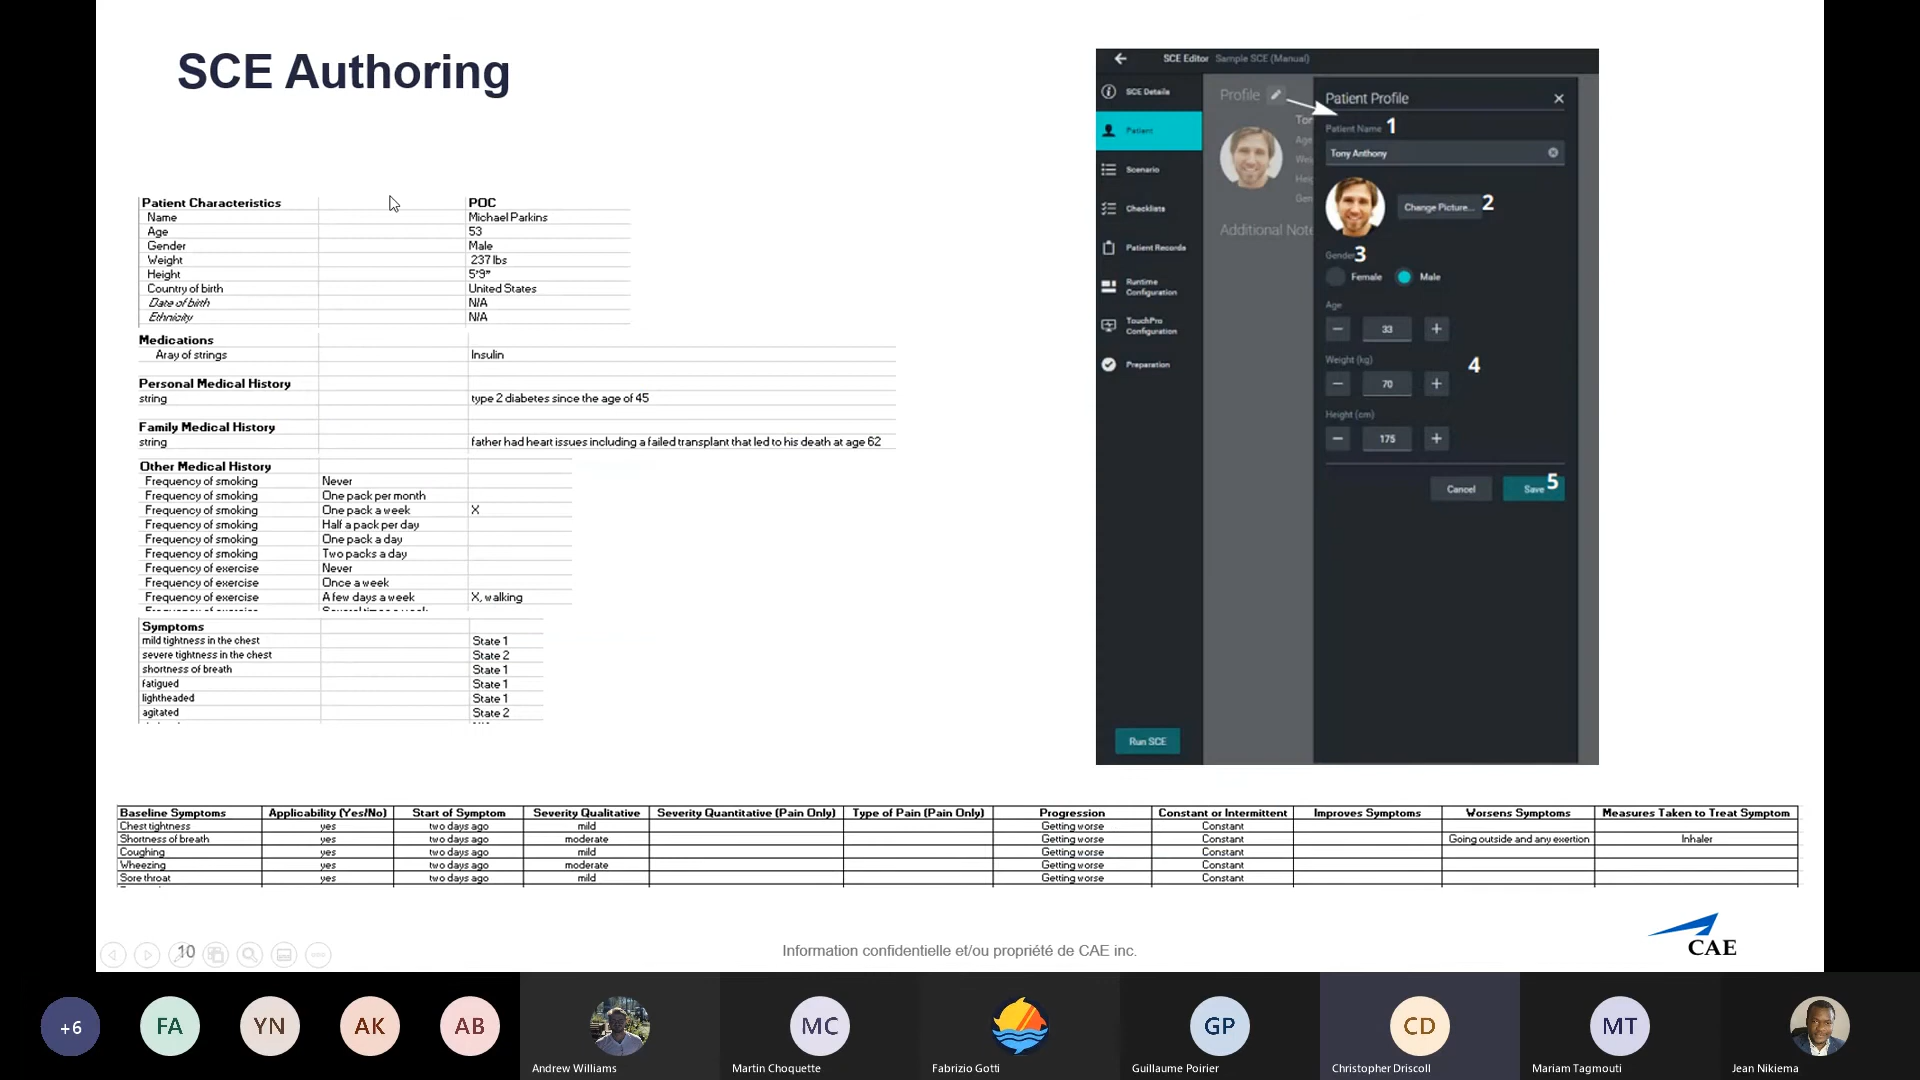 SCE Authoring
Patient Characteristics POC
Name Michael Parkins
Age 53
Gender Male
Weight 237 lbs
Height 5'9"
Country of birth United States
Date of birth N/A
Ethnicity N/A
Medications
Aray of strings Insulin
Personal Medical History
string type 2 diabetes since the age of 45
Family Medical History
string father had heart issues including a failed transplant that led to his death at age 62
Other Medical History
Frequency of smoking Never
Frequency of smoking One pack per month
Frequency of smoking One pack a week X
Frequency of smoking Half a pack per day
Frequency of smoking One pack a day
Frequency of smoking Two packs a day
Frequency of exercise Never
Frequency of exercise Once a week
Frequency of exercise A few days a week X, walking
Symptoms
mild tightness in the chest State 1
severe tightness in the chest State 2
shortness of breath State 1
fatigued State 1
lightheaded State 1
agitated State 2
SCE Editor Sample SCE (Manual)
SCE Details
Patient
Scenario
Checklists
Patient Records
Runtime
Configuration
TouchPro
Configuration
Preparation
Run SCE
Profile
Additional Note
Patient Profile
Patient Name 1
Tony Anthony
Change Picture... 2
Gender 3
Female Male
Age
33
Weight (kg)
70
4
Height (cm)
175
Cancel Save 5
Baseline Symptoms Applicability (Yes/No) Start of Symptom Severity Qualitative Severity Quantitative (Pain Only) Type of Pain (Pain Only) Progression Constant or Intermittent Improves Symptoms Worsens Symptoms Measures Taken to Treat Symptom
Chest tightness yes two days ago mild Getting worse Constant
Shortness of breath yes two days ago moderate Getting worse Constant Going outside and any exertion Inhaler
Coughing yes two days ago mild Getting worse Constant
Wheezing yes two days ago moderate Getting worse Constant
Sore throat yes two days ago mild Getting worse Constant
10
Information confidentielle et/ou propriété de CAE inc.
CAE
+6 FA YN AK AB MC GP CD MT
Andrew Williams Martin Choquette Fabrizio Gotti Guillaume Poirier Christopher Driscoll Mariam Tagmouti Jean Nikiema